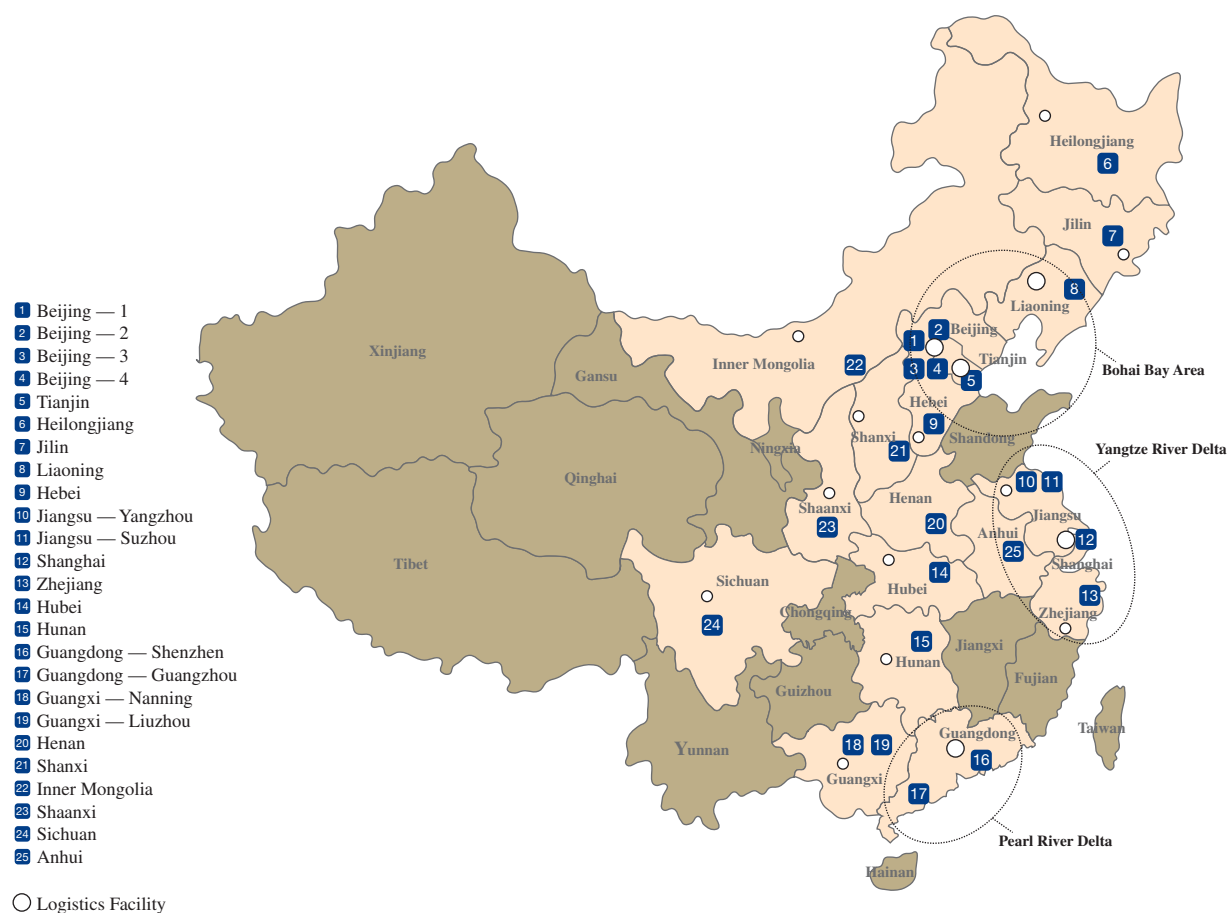 1 Beijing — 1
2 Beijing — 2
3 Beijing — 3
4 Beijing — 4
5 Tianjin
6 Heilongjiang
7 Jilin
8 Liaoning
9 Hebei
10 Jiangsu — Yangzhou
11 Jiangsu — Suzhou
12 Shanghai
13 Zhejiang
14 Hubei
15 Hunan
16 Guangdong — Shenzhen
17 Guangdong — Guangzhou
18 Guangxi — Nanning
19 Guangxi — Liuzhou
20 Henan
21 Shanxi
22 Inner Mongolia
23 Shaanxi
24 Sichuan
25 Anhui
Logistics Facility
Heilongjiang
6
Jilin
7
8
Liaoning
2 Beijing
1
Tianjin
Xinjiang
Inner Mongolia
22
3 4
5
Bohai Bay Area
Gansu
Hebei
9
Shanxi
Shandong
Ningxia
21
Yangtze River Delta
Qinghai
10 11
Henan
Shaanxi
Jiangsu
20
23
Anhui
12
25
Tibet
Shanghai
Sichuan
14
Hubei
13
Chongqing
Zhejiang
24
15
Jiangxi
Hunan
Fujian
Guizhou
Taiwan
Guangdong
Yunnan
18 19
16
Guangxi
17
Pearl River Delta
Hainan